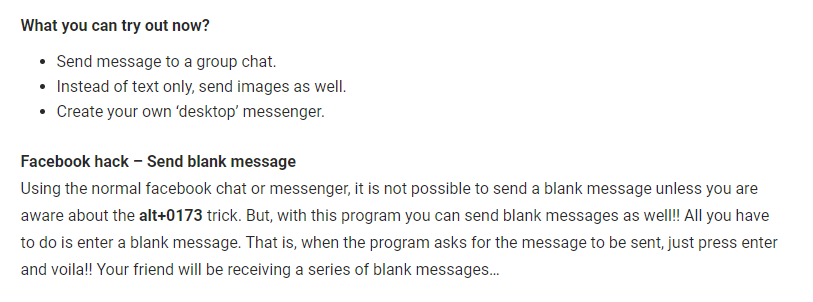 What you can try out now?
• Send message to a group chat.
• Instead of text only, send images as well.
• Create your own ‘desktop’ messenger.
Facebook hack – Send blank message
Using the normal facebook chat or messenger, it is not possible to send a blank message unless you are
aware about the alt+0173 trick. But, with this program you can send blank messages as well!! All you have
to do is enter a blank message. That is, when the program asks for the message to be sent, just press enter
and voila!! Your friend will be receiving a series of blank messages…